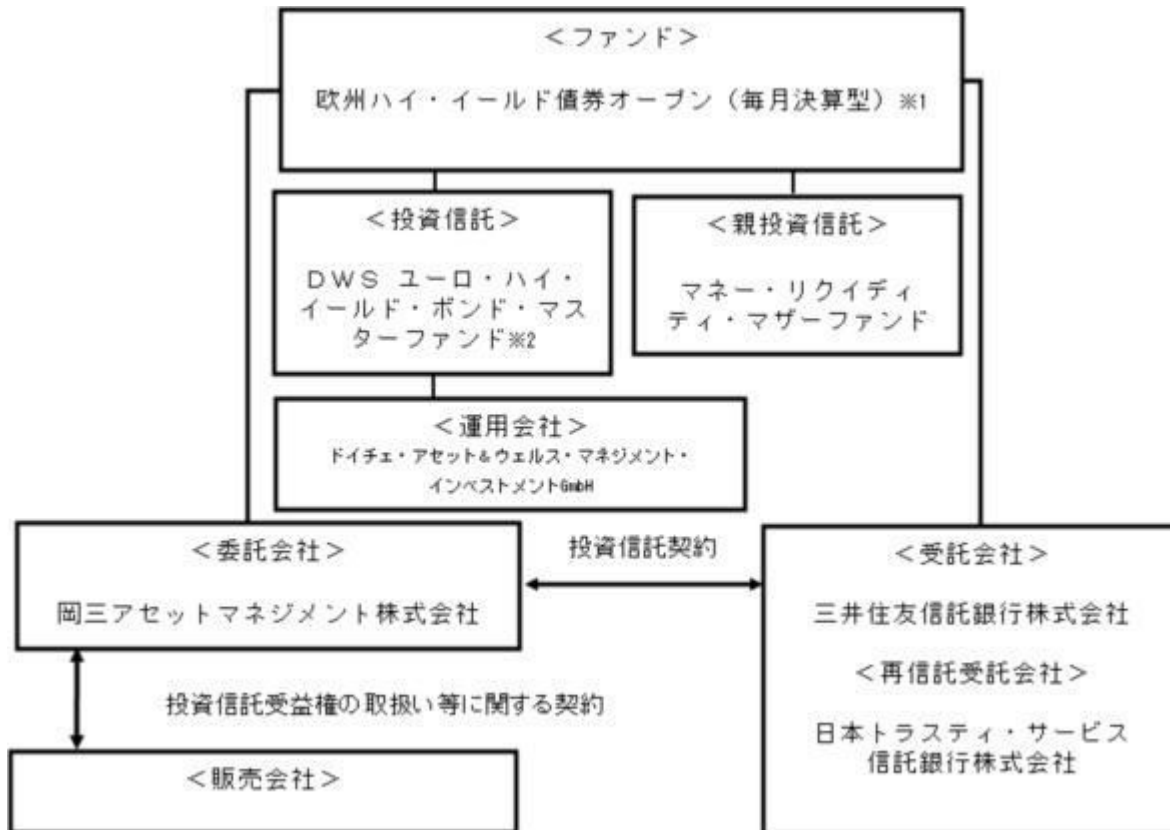 ＜ファンド＞
欧州ハイ・イールド債券オープン（毎月決算型）※1
＜投資信託＞
ＤＷＳ ユーロ・ハイ・
イールド・ボンド・マス
ターファンド※2
＜親投資信託＞
マネー・リクイディ
ティ・マザーファンド
＜運用会社＞
ドイチェ・アセット＆ウェルス・マネジメント・
インベストメントGmbH
＜委託会社＞
岡三アセットマネジメント株式会社
投資信託契約
＜受託会社＞
三井住友信託銀行株式会社
＜再信託受託会社＞
日本トラスティ・サービス
信託銀行株式会社
投資信託受益権の取扱い等に関する契約
＜販売会社＞